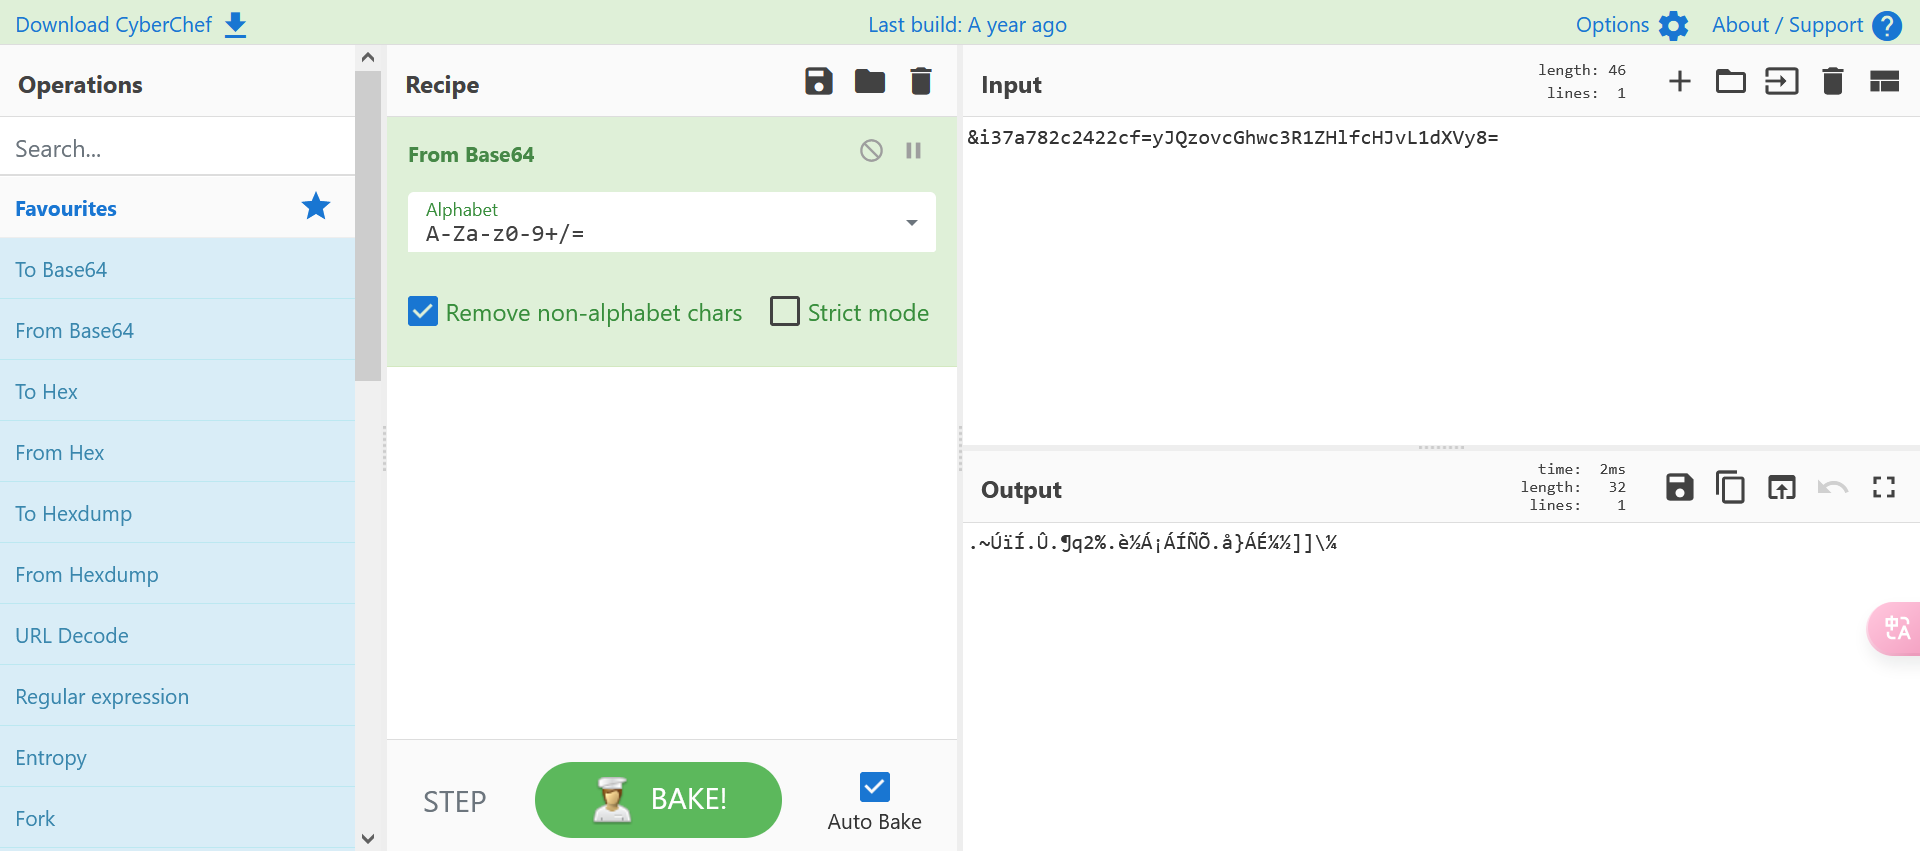 Download CyberChef
Last build: A year ago
Options
About / Support
Operations
Search...
Favourites
To Base64
From Base64
To Hex
From Hex
To Hexdump
From Hexdump
URL Decode
Regular expression
Entropy
Fork
Recipe
From Base64
Alphabet
A-Za-z0-9+/=
Remove non-alphabet chars
Strict mode
STEP
BAKE!
Auto Bake
Input
length: 46
lines: 1
&i37a782c2422cf=yJQzovcGhwc3R1ZHlfcHJvL1dXVy8=
Output
time: 2ms
length: 32
lines: 1
.~ÚïÍ.Û.¶q2%.è½Á¡ÁÍÑÕ.å}ÁÉ¼½]]\¼
中A